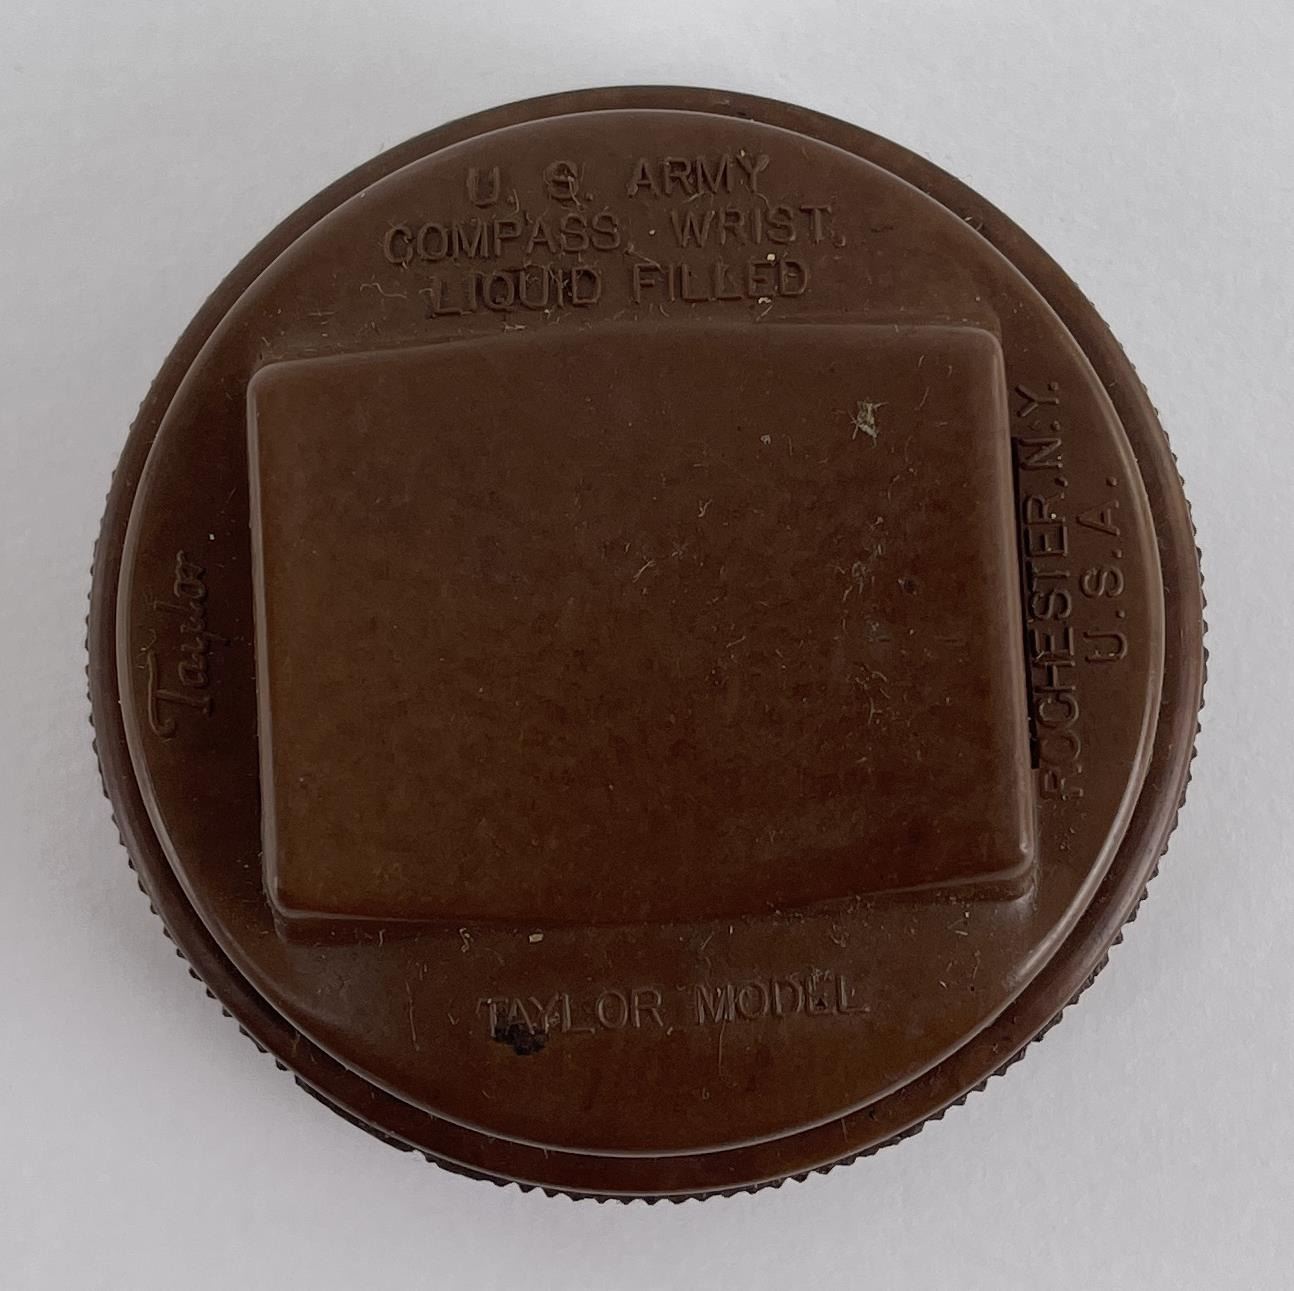 U. S. ARMY
COMPASS, WRIST,
LIQUID FILLED
Taylor
ROCHESTER, N.Y.
U.S.A.
TAYLOR MODEL